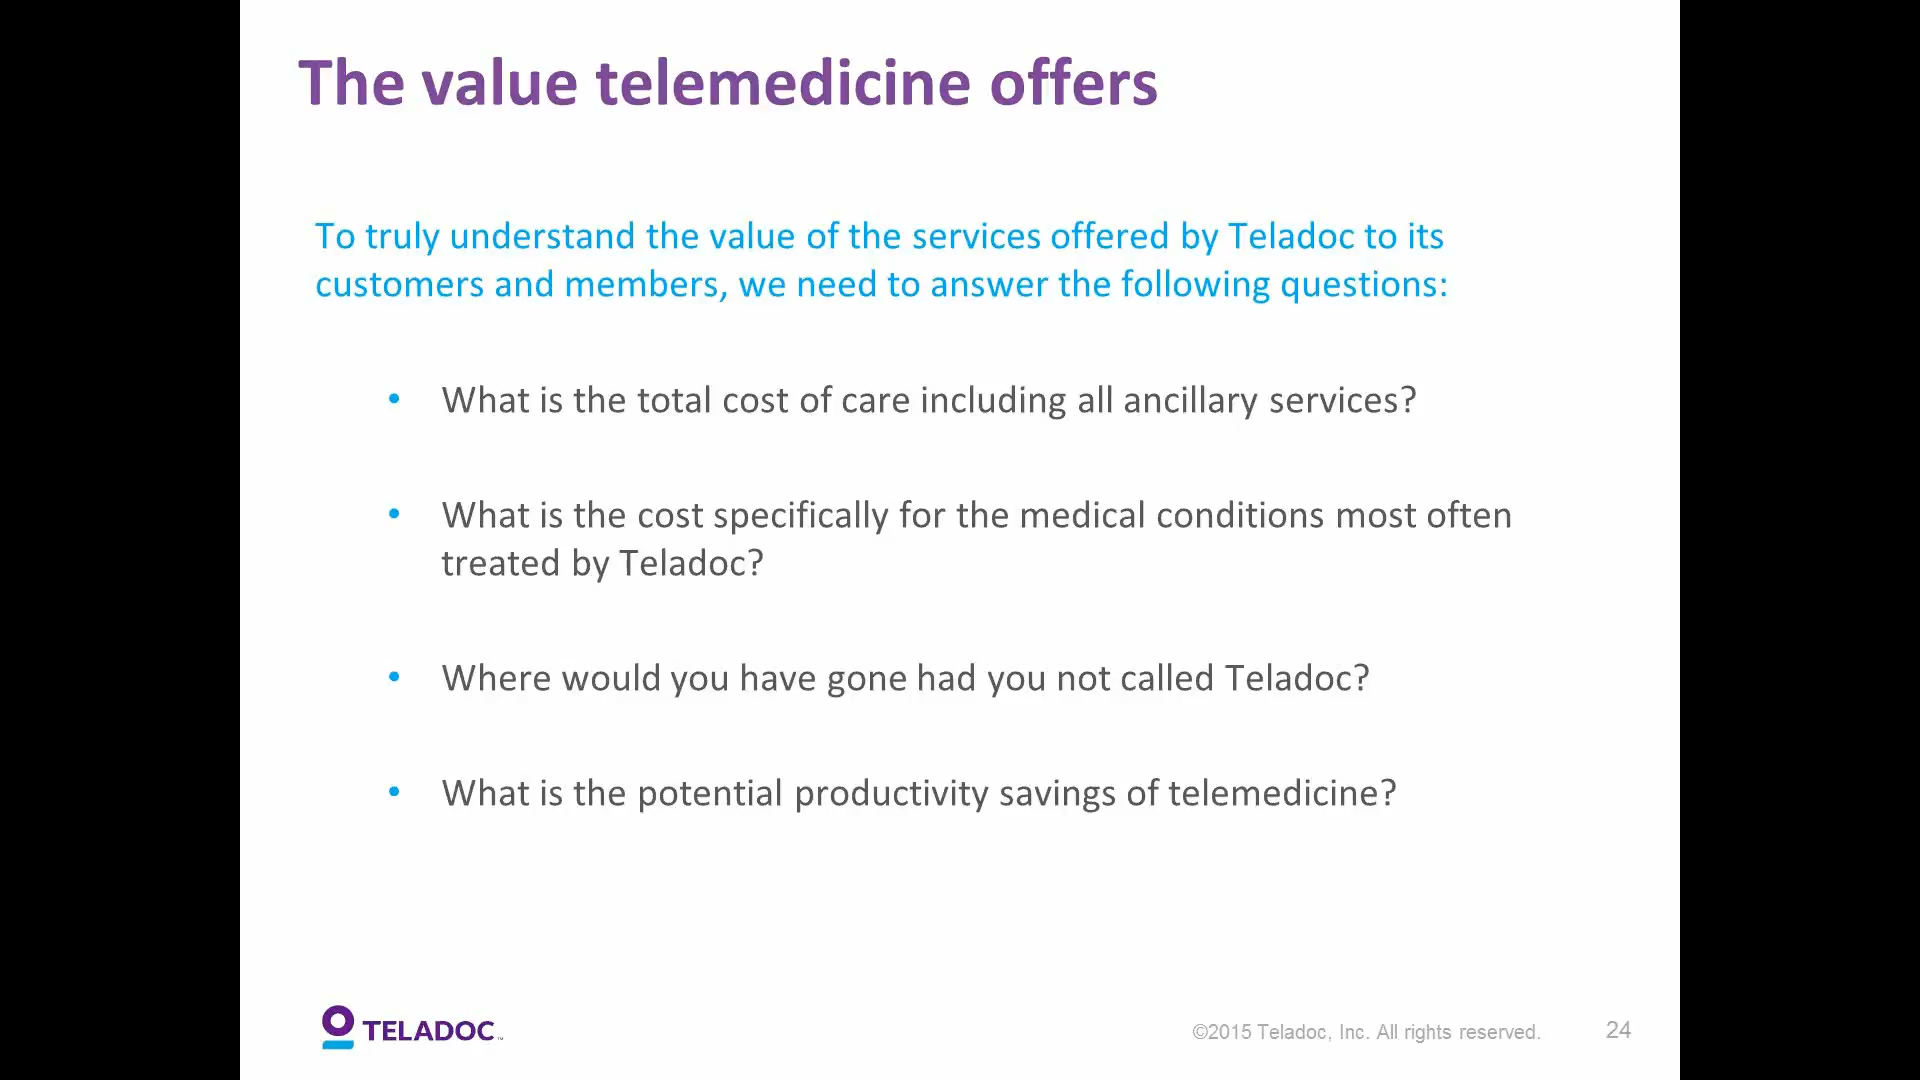 The value telemedicine offers
To truly understand the value of the services offered by Teladoc to its
customers and members, we need to answer the following questions:
• What is the total cost of care including all ancillary services?
• What is the cost specifically for the medical conditions most often
treated by Teladoc?
• Where would you have gone had you not called Teladoc?
• What is the potential productivity savings of telemedicine?
TELADOC™
©2015 Teladoc, Inc. All rights reserved.
24